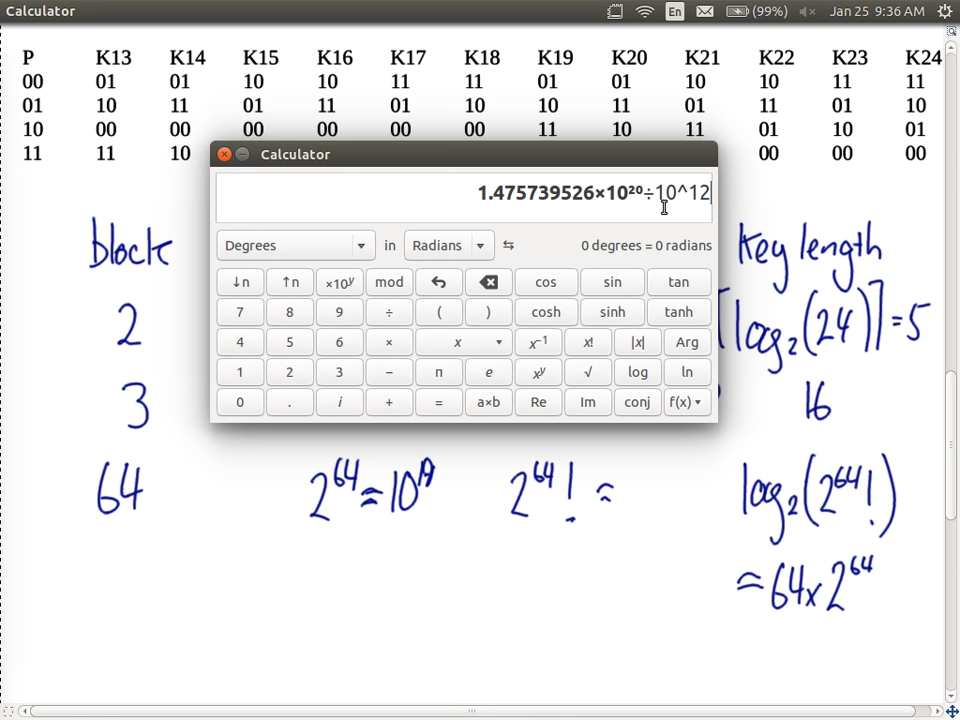 Calculator En (99%) Jan 25 9:36 AM
P K13 K14 K15 K16 K17 K18 K19 K20 K21 K22 K23 K24
00 01 01 10 10 11 11 01 01 10 10 11 11
01 10 11 01 11 01 10 10 11 01 11 01 10
10 00 00 00 00 00 00 11 10 11 01 10 01
11 11 10 00 00 00
Calculator
1.475739526×10²⁰÷10^12
Degrees in Radians ⇆ 0 degrees = 0 radians
↓n ↑n ×10ʸ mod cos sin tan
7 8 9 ÷ ( ) cosh sinh tanh
4 5 6 × x x⁻¹ x! |x| Arg
1 2 3 − π e xʸ √ log ln
0 . i + = a×b Re Im conj f(x)
block key length
2 ⌈log₂(24)⌉=5
3 16
64 2⁶⁴≈10¹⁹ 2⁶⁴! ≈ log₂(2⁶⁴!)
≈64×2⁶⁴